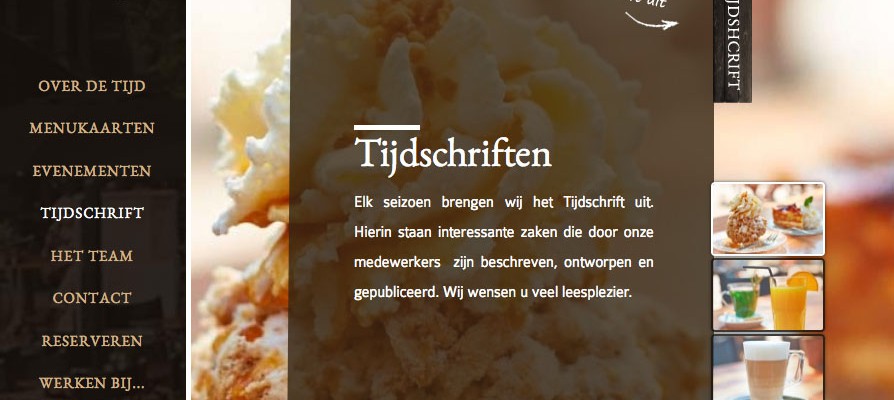 OVER DE TIJD
MENUKAARTEN
EVENEMENTEN
TIJDSCHRIFT
HET TEAM
CONTACT
RESERVEREN
WERKEN BIJ...
uit
Tijdschriften
Elk seizoen brengen wij het Tijdschrift uit.
Hierin staan interessante zaken die door onze
medewerkers zijn beschreven, ontworpen en
gepubliceerd. Wij wensen u veel leesplezier.
JDSHCRIFT